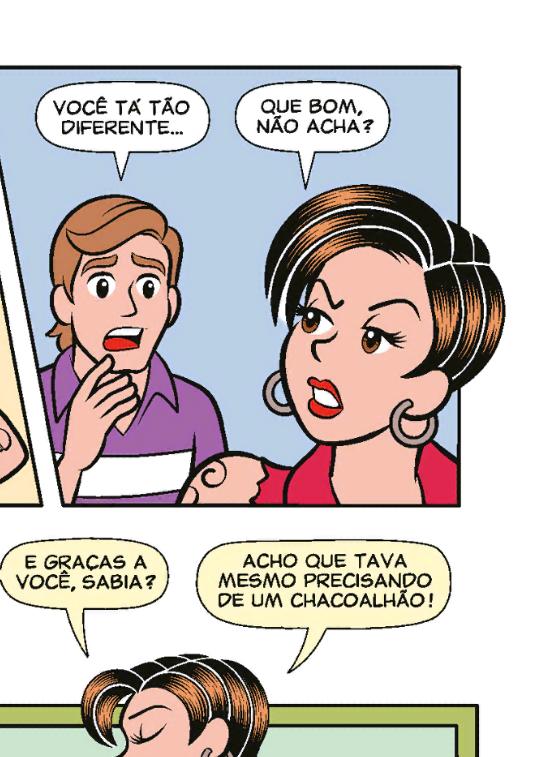 VOCÊ TÁ TÃO
DIFERENTE...
QUE BOM,
NÃO ACHA?
E GRAÇAS A
VOCÊ, SABIA?
ACHO QUE TAVA
MESMO PRECISANDO
DE UM CHACOALHÃO!